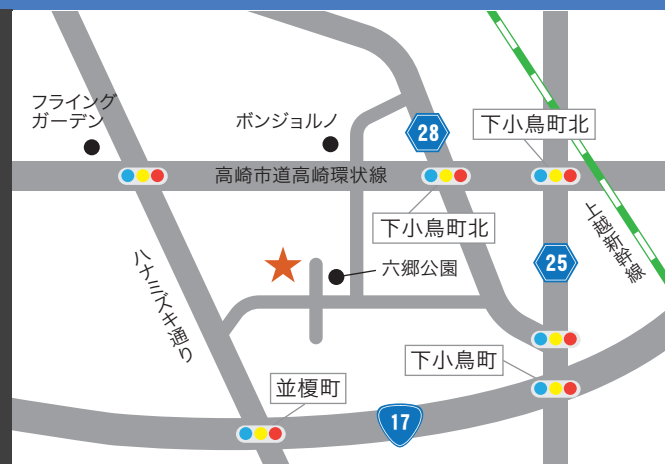 フライング
ガーデン
ボンジョルノ
28
下小鳥町北
高崎市道高崎環状線
下小鳥町北
上越新幹線
ハナミズキ通り
六郷公園
25
下小鳥町
並榎町
17